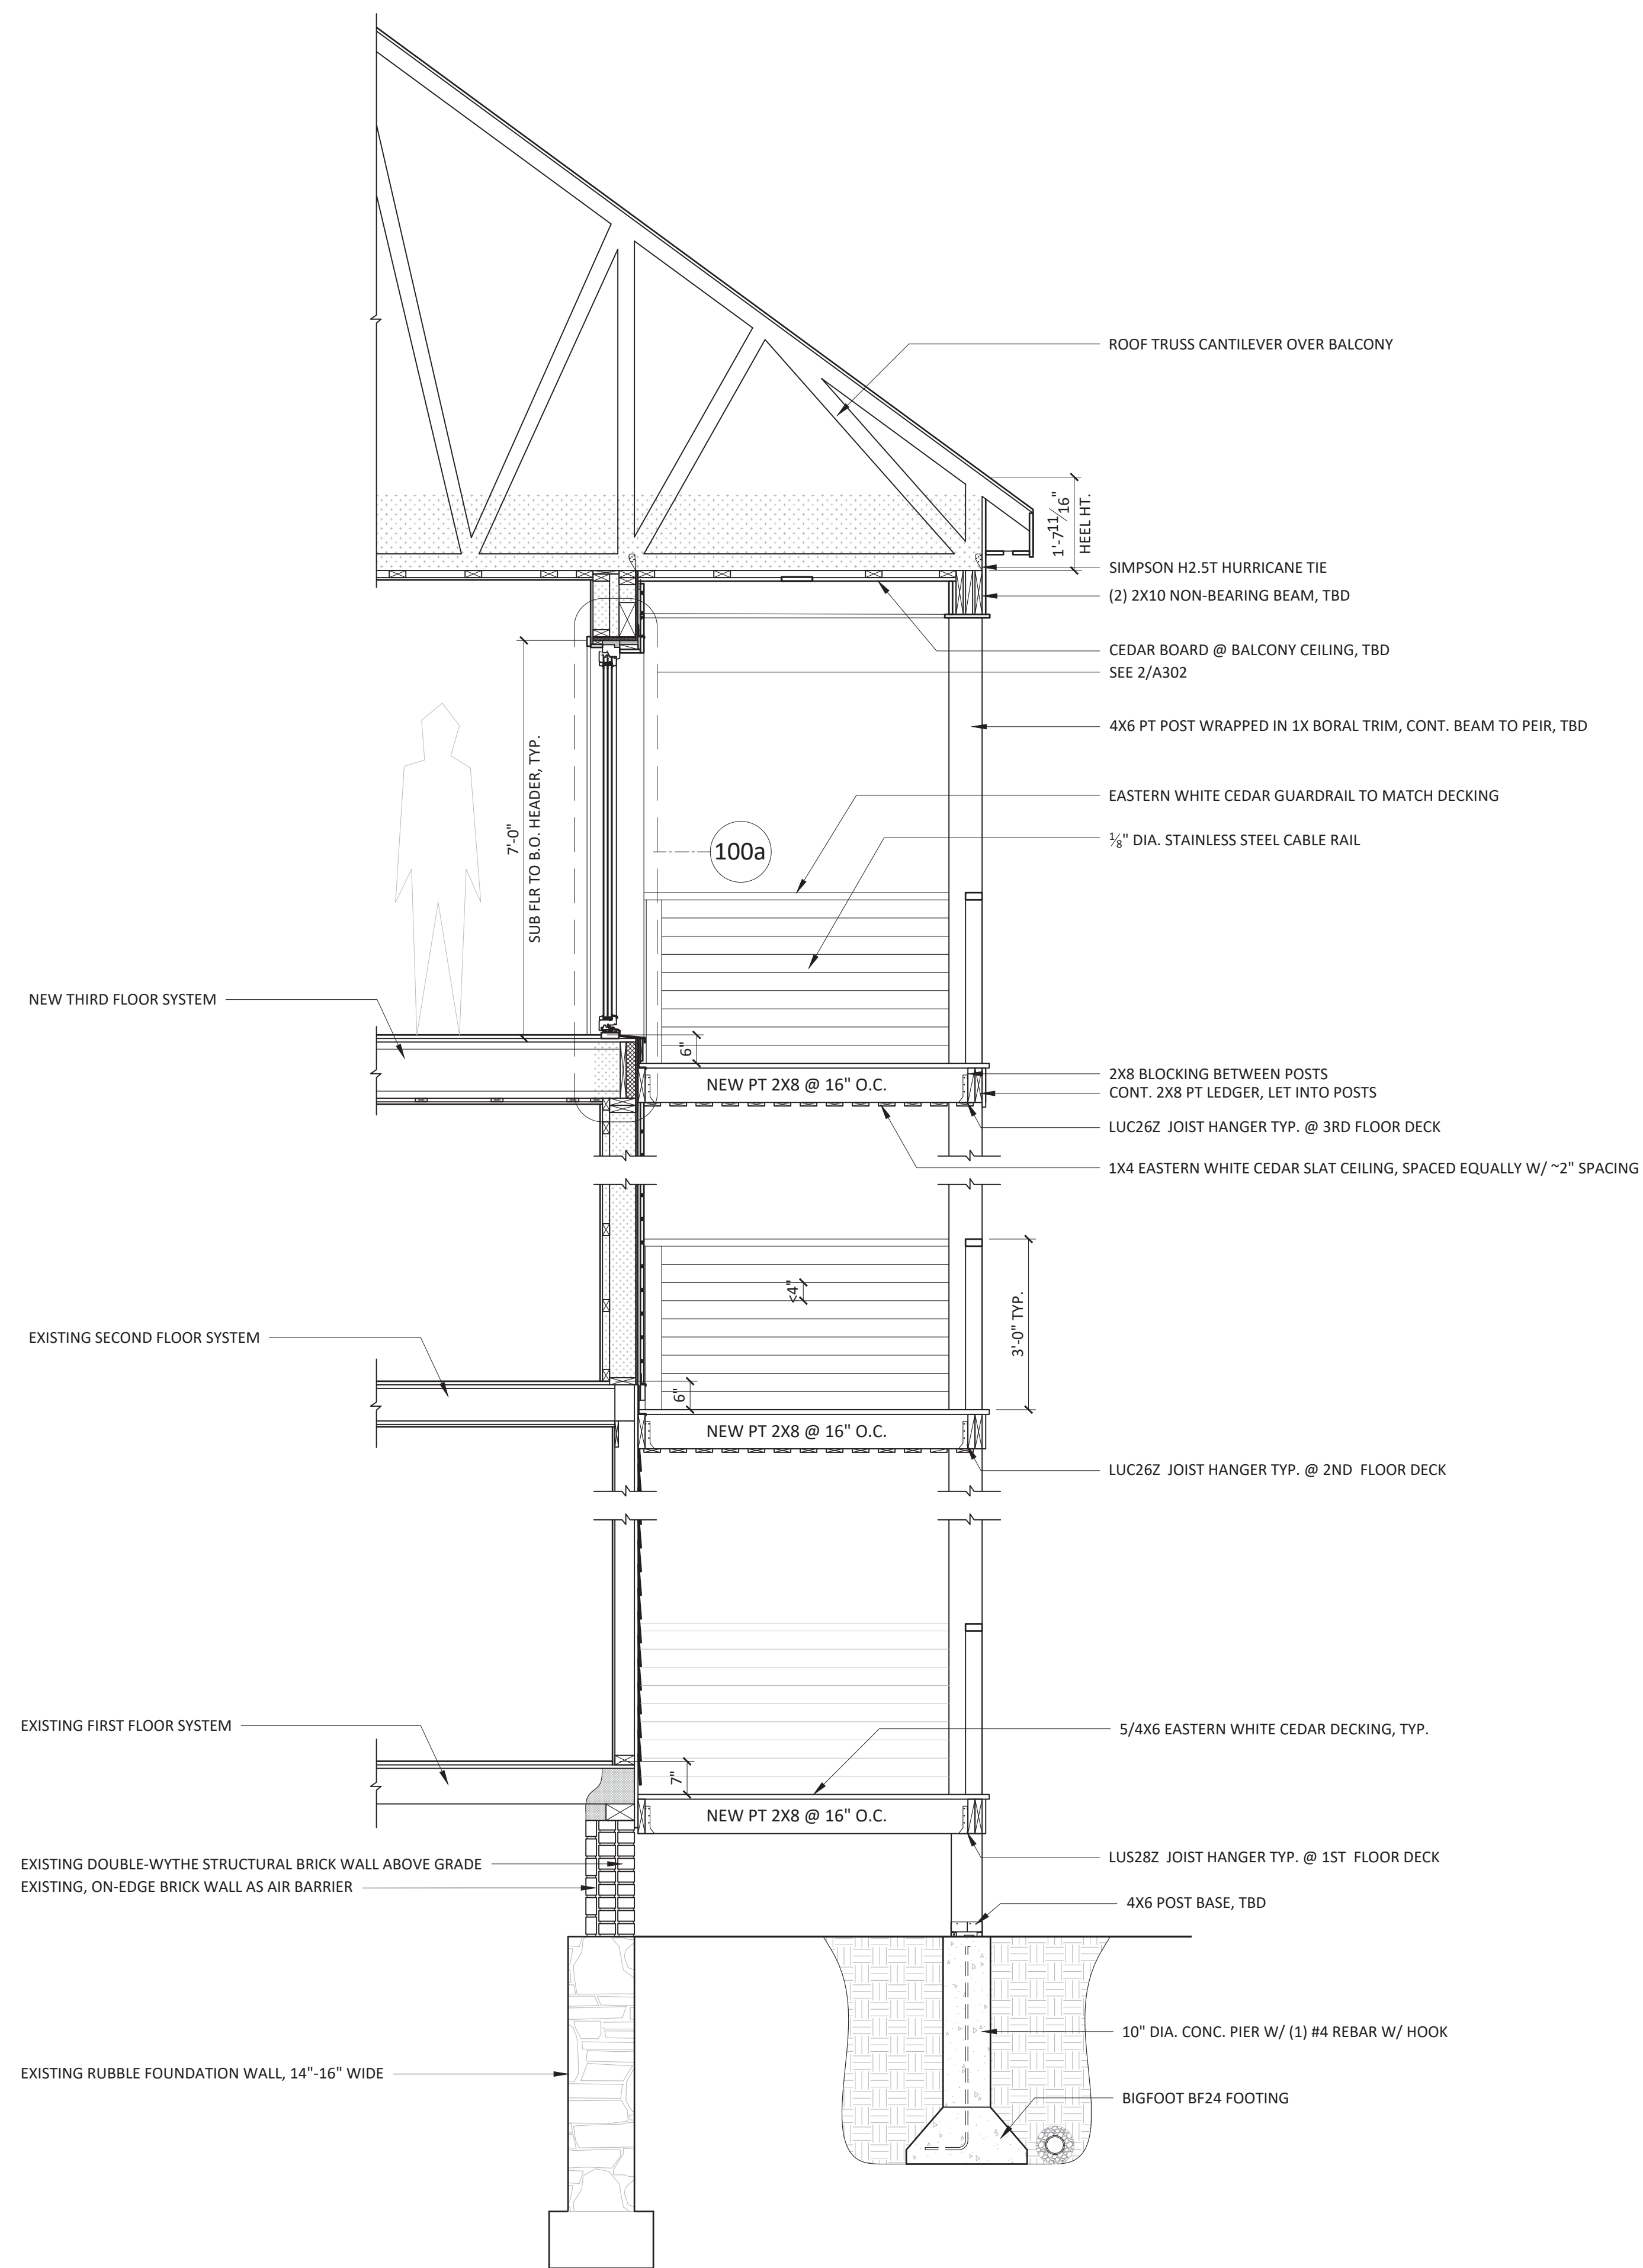 ROOF TRUSS CANTILEVER OVER BALCONY
1'-7 11/16"
HEEL HT.
SIMPSON H2.5T HURRICANE TIE
(2) 2X10 NON-BEARING BEAM, TBD
CEDAR BOARD @ BALCONY CEILING, TBD
SEE 2/A302
4X6 PT POST WRAPPED IN 1X BORAL TRIM, CONT. BEAM TO PEIR, TBD
7'-0"
SUB FLR TO B.O. HEADER, TYP.
EASTERN WHITE CEDAR GUARDRAIL TO MATCH DECKING
1/8" DIA. STAINLESS STEEL CABLE RAIL
100a
NEW THIRD FLOOR SYSTEM
6"
NEW PT 2X8 @ 16" O.C.
2X8 BLOCKING BETWEEN POSTS
CONT. 2X8 PT LEDGER, LET INTO POSTS
LUC26Z JOIST HANGER TYP. @ 3RD FLOOR DECK
1X4 EASTERN WHITE CEDAR SLAT CEILING, SPACED EQUALLY W/ ~2" SPACING
<4"
3'-0" TYP.
EXISTING SECOND FLOOR SYSTEM
6"
NEW PT 2X8 @ 16" O.C.
LUC26Z JOIST HANGER TYP. @ 2ND FLOOR DECK
EXISTING FIRST FLOOR SYSTEM
5/4X6 EASTERN WHITE CEDAR DECKING, TYP.
7"
NEW PT 2X8 @ 16" O.C.
LUS28Z JOIST HANGER TYP. @ 1ST FLOOR DECK
EXISTING DOUBLE-WYTHE STRUCTURAL BRICK WALL ABOVE GRADE
EXISTING, ON-EDGE BRICK WALL AS AIR BARRIER
4X6 POST BASE, TBD
10" DIA. CONC. PIER W/ (1) #4 REBAR W/ HOOK
EXISTING RUBBLE FOUNDATION WALL, 14"-16" WIDE
BIGFOOT BF24 FOOTING